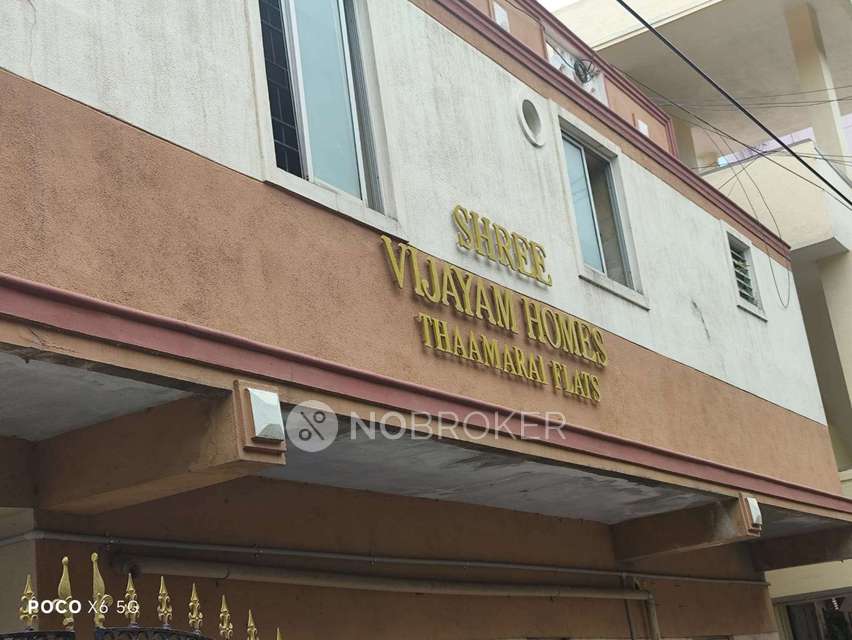 SHREE
VIJAYAM HOMES
THAAMARAI FLATS
NOBROKER
POCO X6 5G